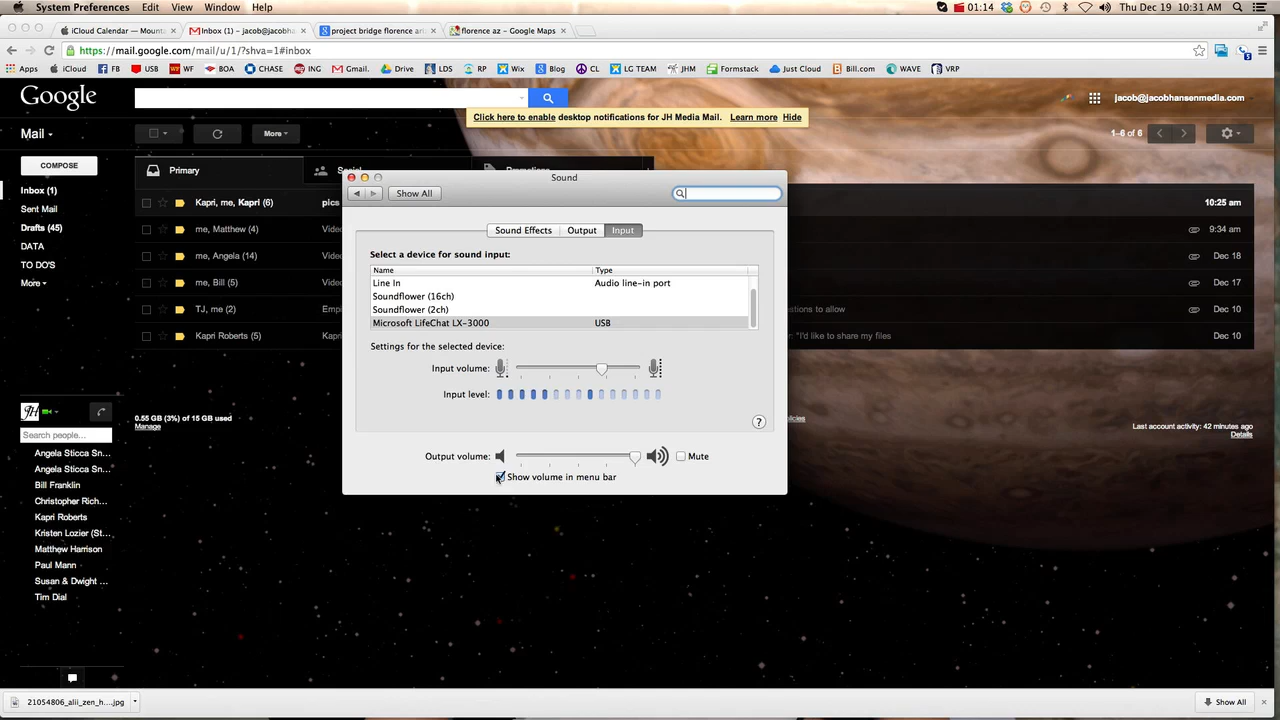 System Preferences Edit View Window Help 01:14 Thu Dec 19 10:31 AM
iCloud Calendar — Mount... Inbox (1) – jacob@jacobh... project bridge florence ari... florence az – Google Maps
https://mail.google.com/mail/u/1/?shva=1#inbox
Apps iCloud FB USB WF BOA CHASE ING Gmail. Drive LDS RP Wix Blog CL LG TEAM JHM Formstack Just Cloud Bill.com WAVE VRP
Google jacob@jacobhansenmedia.com
Click here to enable desktop notifications for JH Media Mail. Learn more Hide
Mail More 1–6 of 6
COMPOSE
Primary
Inbox (1)
Sent Mail
Drafts (45)
DATA
TO DO'S
More
Kapri, me, Kapri (6) pics 10:25 am
me, Matthew (4) Video 9:34 am
me, Angela (14) Video Dec 18
me, Bill (5) Video Dec 17
TJ, me (2) Dec 10
Kapri Roberts (5) "I'd like to share my files Dec 10
Sound
Show All
Sound Effects Output Input
Select a device for sound input:
Name Type
Line In Audio line-in port
Soundflower (16ch)
Soundflower (2ch)
Microsoft LifeChat LX-3000 USB
Settings for the selected device:
Input volume:
Input level:
?
Output volume: Mute
Show volume in menu bar
0.55 GB (3%) of 15 GB used
Manage
Last account activity: 42 minutes ago
Details
JH
Search people...
Angela Sticca Sn...
Angela Sticca Sn...
Bill Franklin
Christopher Rich...
Kapri Roberts
Kristen Lozier (St...
Matthew Harrison
Paul Mann
Susan & Dwight ...
Tim Dial
21054806_alii_zen_h....jpg Show All